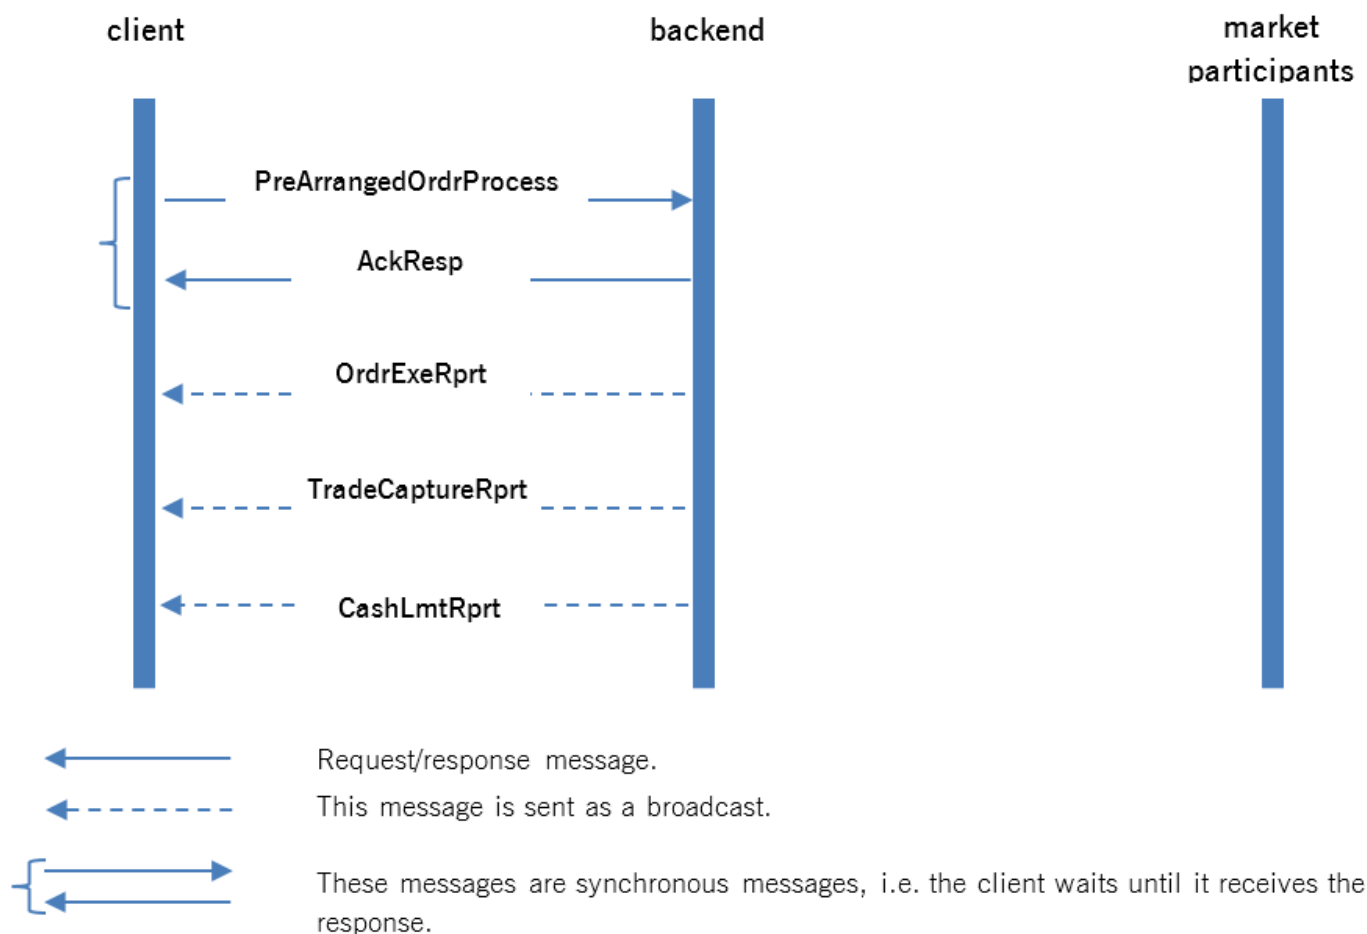 client
backend
market
participants
PreArrangedOrdrProcess
AckResp
OrdrExeRprt
TradeCaptureRprt
CashLmtRprt
Request/response message.
This message is sent as a broadcast.
These messages are synchronous messages, i.e. the client waits until it receives the
response.